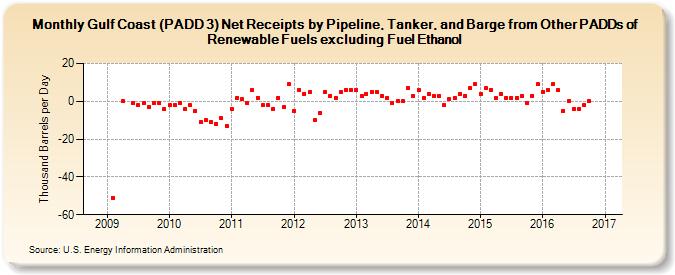 Monthly Gulf Coast (PADD 3) Net Receipts by Pipeline, Tanker, and Barge from Other PADDs of
Renewable Fuels excluding Fuel Ethanol
Thousand Barrels per Day
20
0
-20
-40
-60
2009 2010 2011 2012 2013 2014 2015 2016 2017
Source: U.S. Energy Information Administration